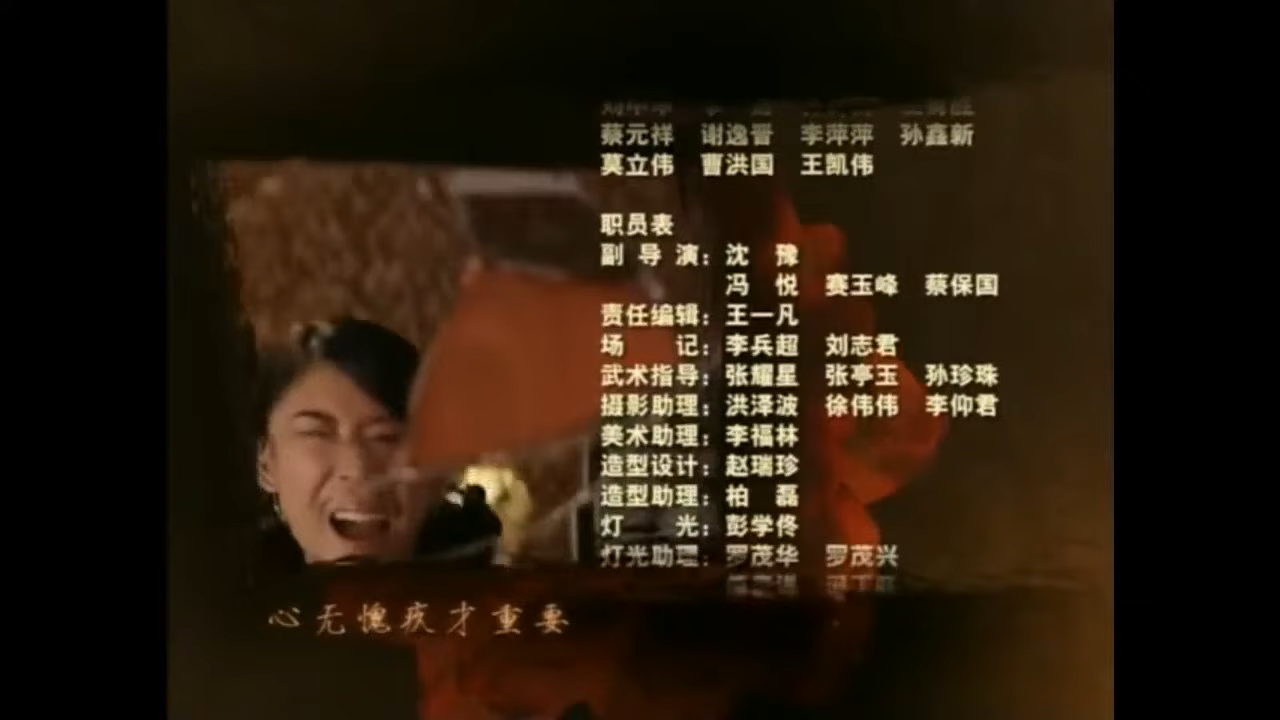 蔡元祥 谢逸晋 李萍萍 孙鑫新
莫立伟 曹洪国 王凯伟
职员表
副导演：沈豫
冯悦 赛玉峰 蔡保国
责任编辑：王一凡
场记：李兵超 刘志君
武术指导：张耀星 张亭玉 孙珍珠
摄影助理：洪泽波 徐伟伟 李仰君
美术助理：李福林
造型设计：赵瑞珍
造型助理：柏磊
灯光：彭学佟
灯光助理：罗茂华 罗茂兴
心无愧疚才重要